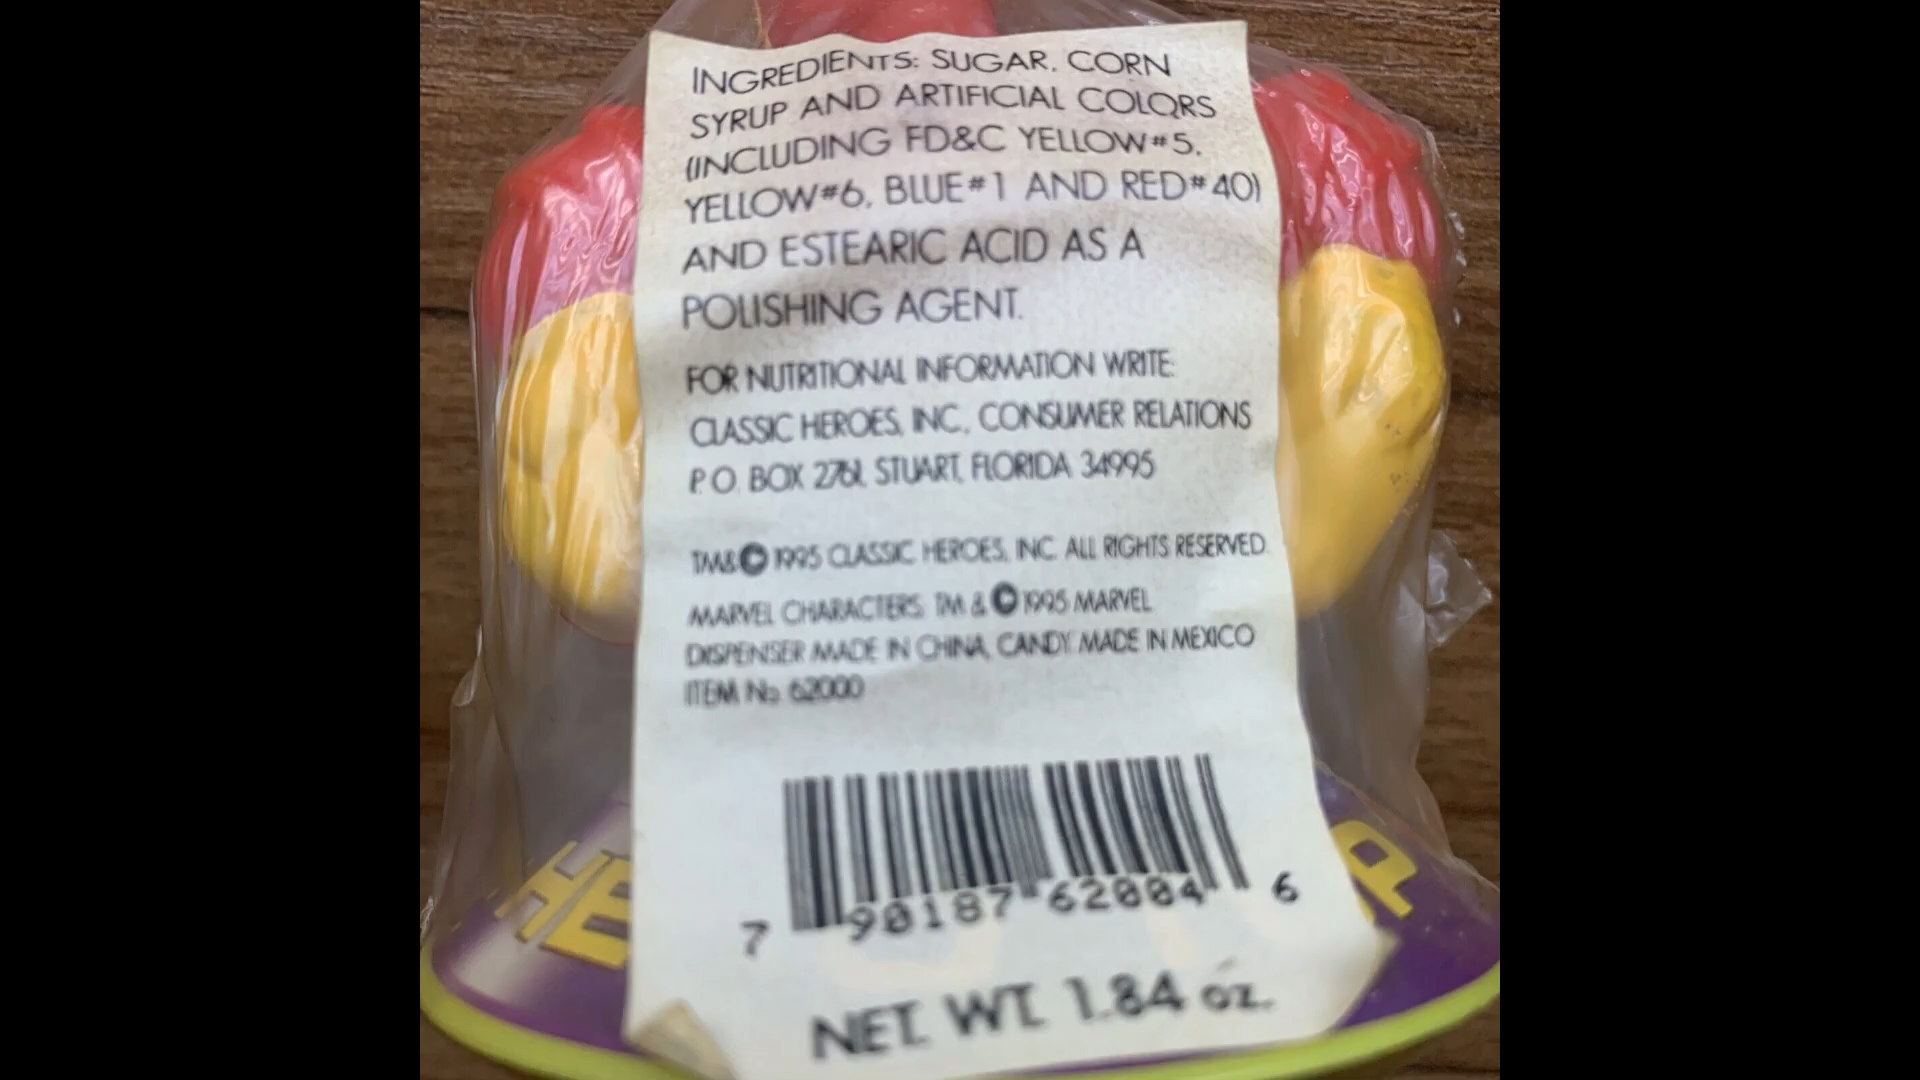 INGREDIENTS: SUGAR, CORN
SYRUP AND ARTIFICIAL COLORS
(INCLUDING FD&C YELLOW#5,
YELLOW#6, BLUE#1 AND RED#40)
AND ESTEARIC ACID AS A
POLISHING AGENT.
FOR NUTRITIONAL INFORMATION WRITE:
CLASSIC HEROES, INC., CONSUMER RELATIONS
P.O. BOX 2761, STUART, FLORIDA 34995
TM&© 1995 CLASSIC HEROES, INC. ALL RIGHTS RESERVED.
MARVEL CHARACTERS: TM & © 1995 MARVEL
DISPENSER MADE IN CHINA, CANDY MADE IN MEXICO
ITEM No. 62000
7 90187 62004 6
NET. WT. 1.84 oz.